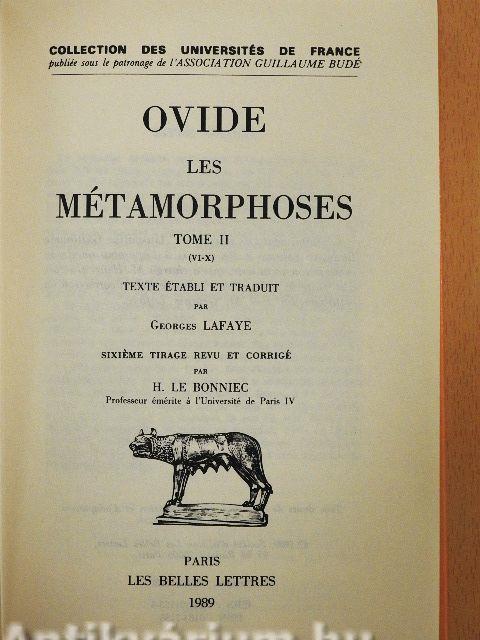 COLLECTION DES UNIVERSITÉS DE FRANCE
publiée sous le patronage de l'ASSOCIATION GUILLAUME BUDÉ
OVIDE
LES
MÉTAMORPHOSES
TOME II
(VI-X)
TEXTE ÉTABLI ET TRADUIT
PAR
GEORGES LAFAYE
SIXIÈME TIRAGE REVU ET CORRIGÉ
PAR
H. LE BONNIEC
Professeur émérite à l'Université de Paris IV
PARIS
LES BELLES LETTRES
1989
Antikvárium.hu